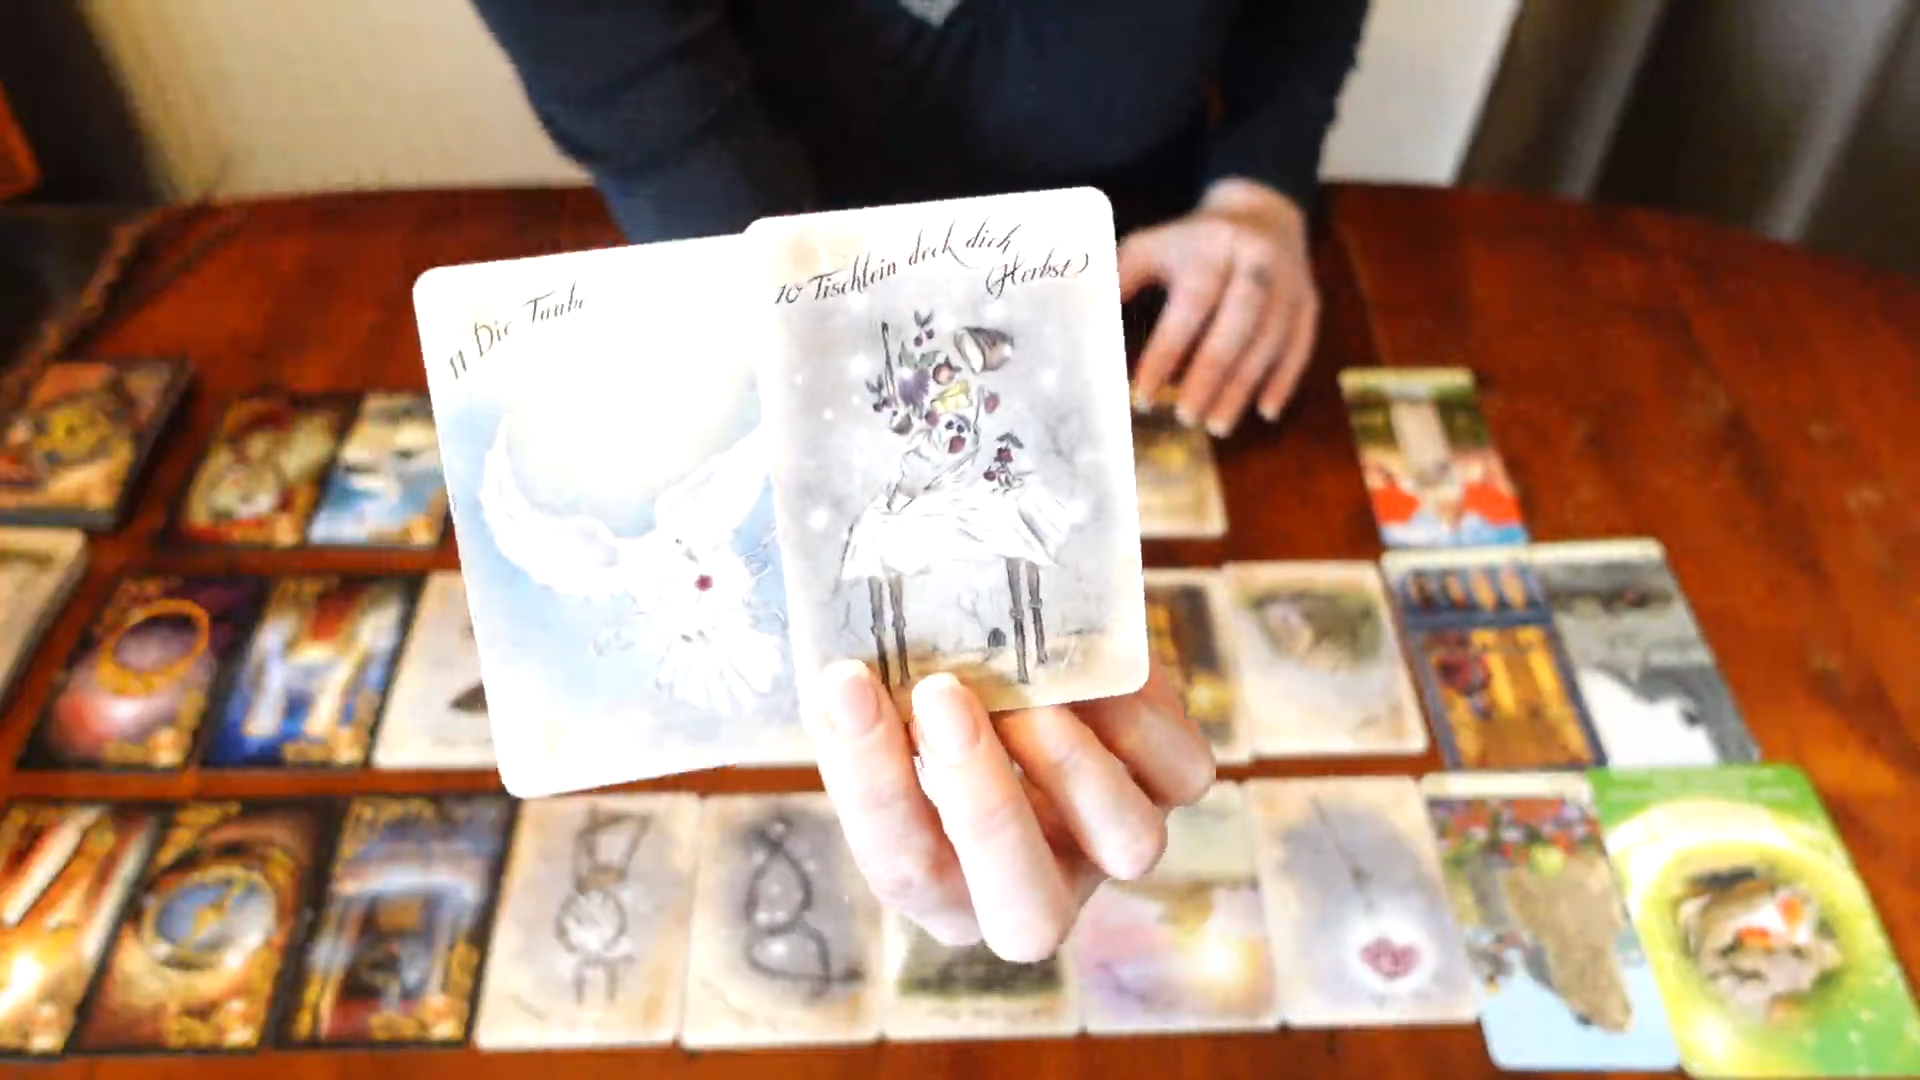 11 Die Taube
10 Tischlein deck dich
(Herbst)